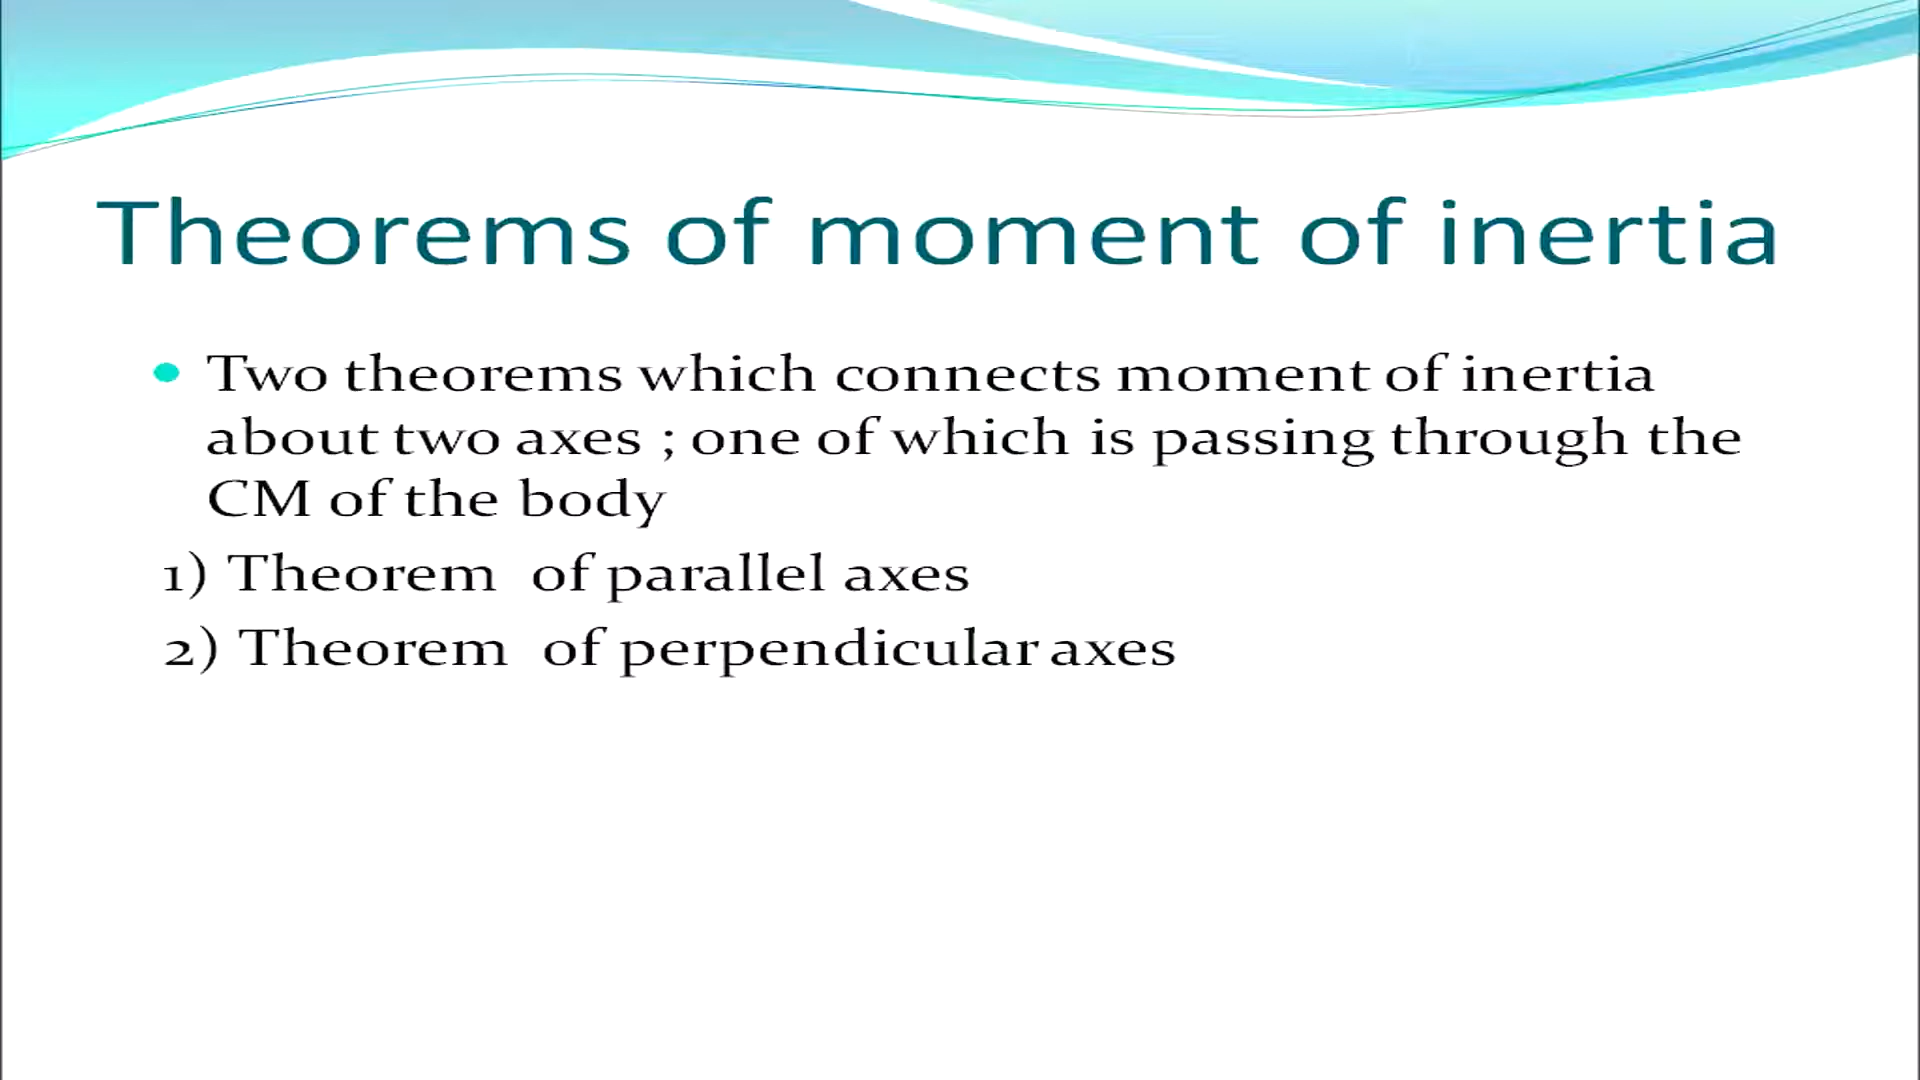 Theorems of moment of inertia
• Two theorems which connects moment of inertia
about two axes ; one of which is passing through the
CM of the body
1) Theorem of parallel axes
2) Theorem of perpendicular axes